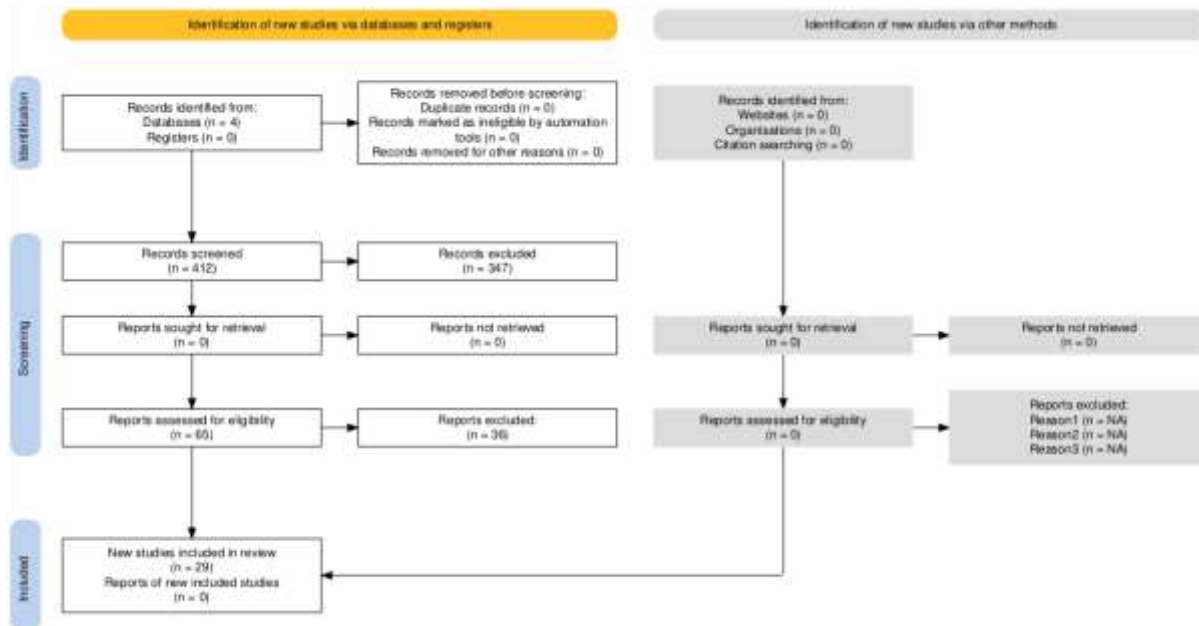 Identification of new studies via databases and registers
Identification of new studies via other methods
Identification
Records identified from:
Databases (n = 4)
Registers (n = 0)
Records removed before screening:
Duplicate records (n = 0)
Records marked as ineligible by automation
tools (n = 0)
Records removed for other reasons (n = 0)
Records identified from:
Websites (n = 0)
Organisations (n = 0)
Citation searching (n = 0)
Screening
Records screened
(n = 412)
Records excluded
(n = 347)
Reports sought for retrieval
(n = 0)
Reports not retrieved
(n = 0)
Reports sought for retrieval
(n = 0)
Reports not retrieved
(n = 0)
Reports assessed for eligibility
(n = 65)
Reports excluded:
(n = 36)
Reports assessed for eligibility
(n = 0)
Reports excluded:
Reason1 (n = NA)
Reason2 (n = NA)
Reason3 (n = NA)
Included
New studies included in review
(n = 29)
Reports of new included studies
(n = 0)